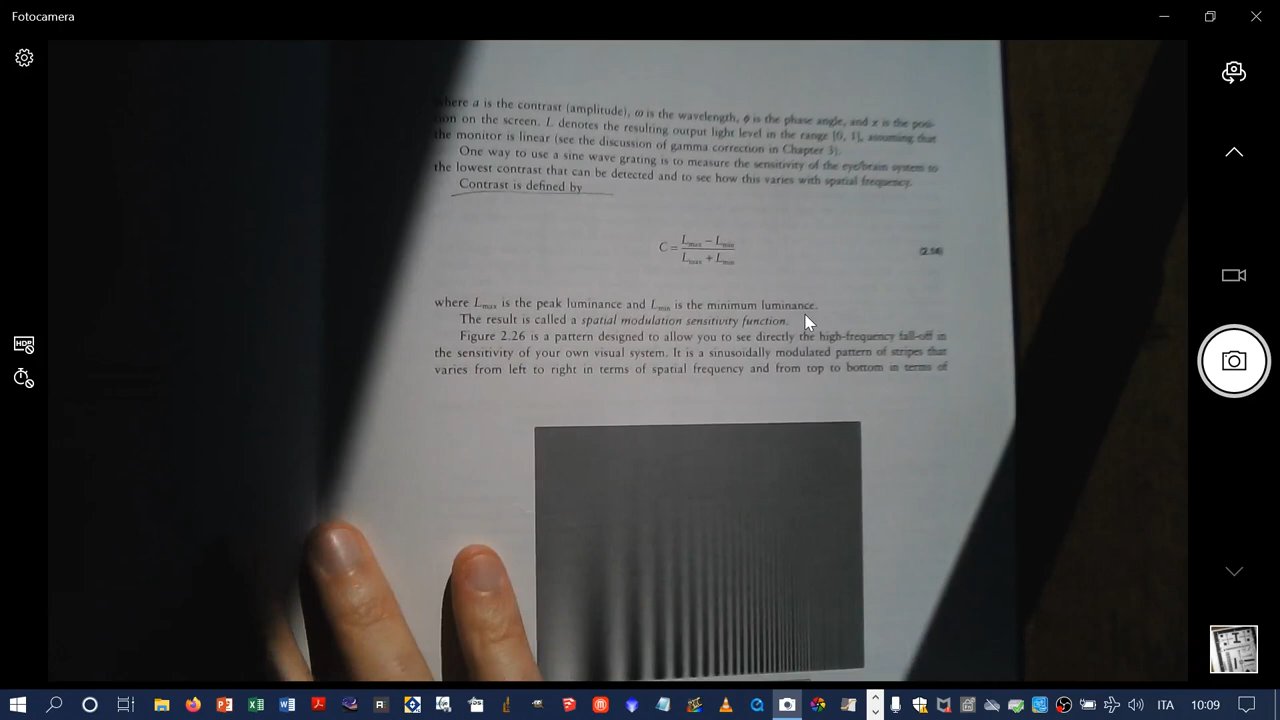 Fotocamera
where a is the contrast (amplitude), ω is the wavelength, ϕ is the phase angle, and x is the posi-
tion on the screen. L denotes the resulting output light level in the range [0, 1], assuming that
the monitor is linear (see the discussion of gamma correction in Chapter 3).
One way to use a sine wave grating is to measure the sensitivity of the eye/brain system to
the lowest contrast that can be detected and to see how this varies with spatial frequency.
Contrast is defined by
C = (Lmax − Lmin) / (Lmax + Lmin)
where Lmax is the peak luminance and Lmin is the minimum luminance.
The result is called a spatial modulation sensitivity function.
Figure 2.26 is a pattern designed to allow you to see directly the high-frequency fall-off in
the sensitivity of your own visual system. It is a sinusoidally modulated pattern of stripes that
varies from left to right in terms of spatial frequency and from top to bottom in terms of
HDR
ITA
10:09